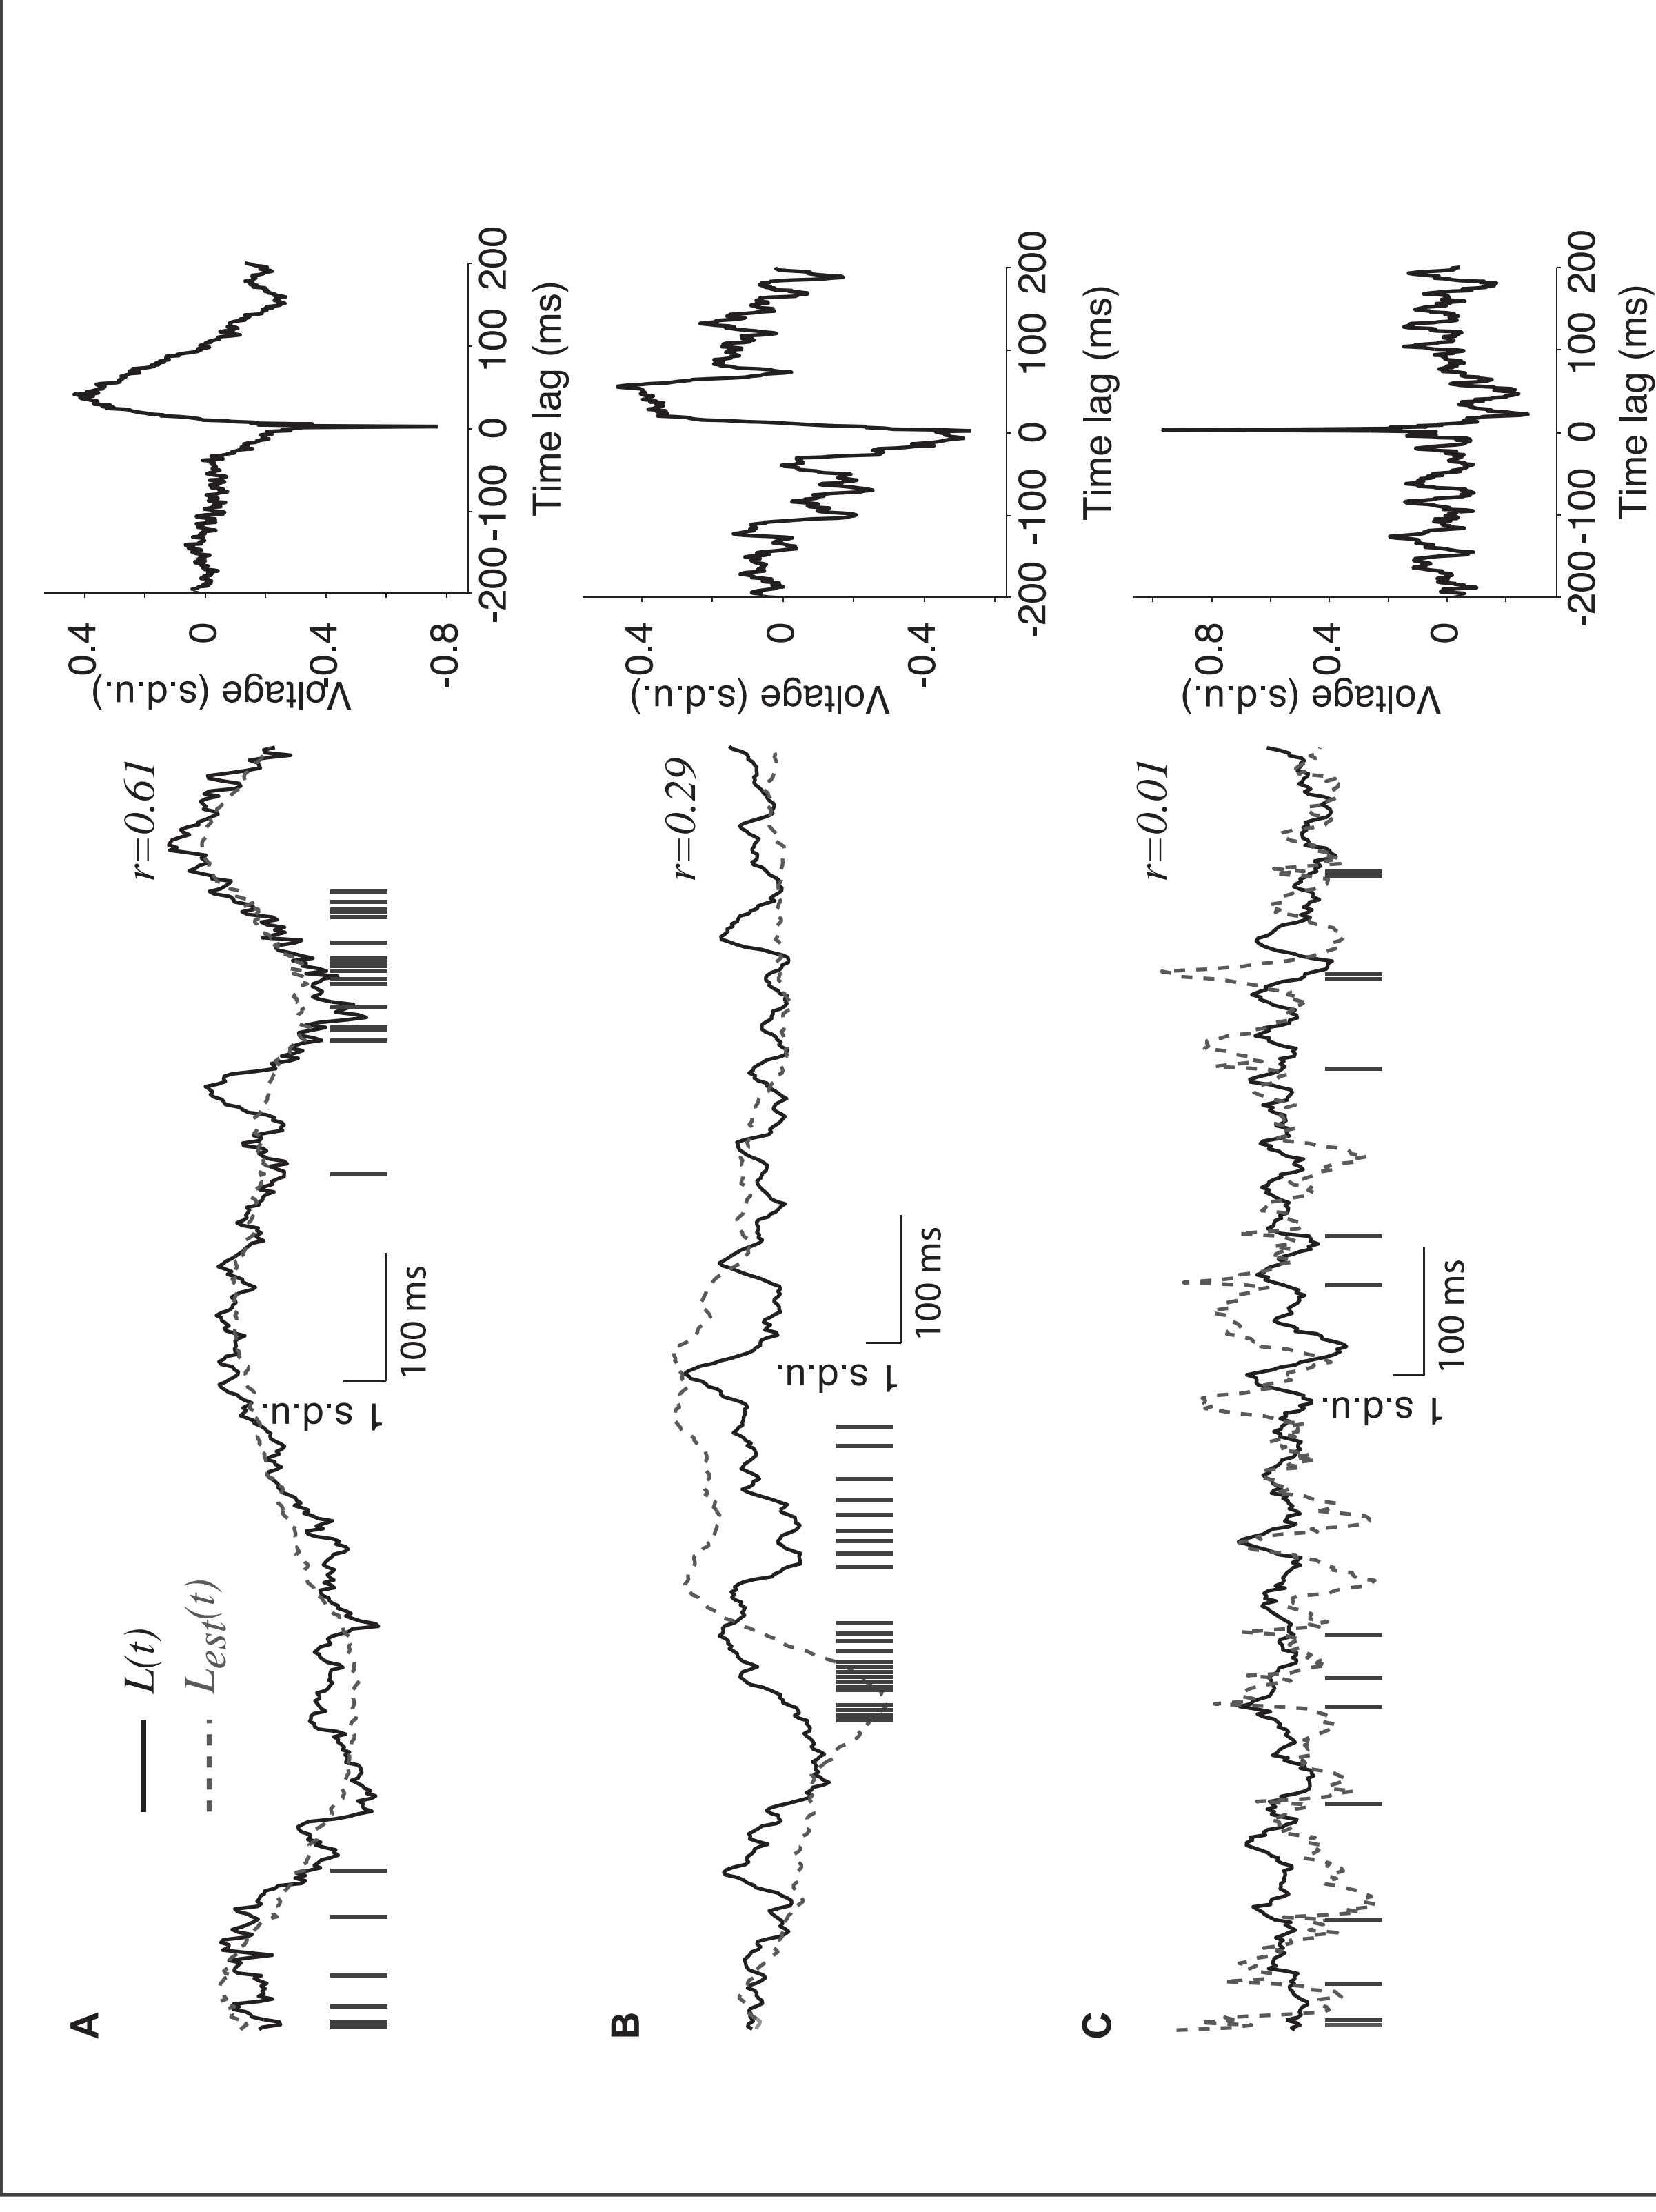 A
L(t)
Lest(t)
r=0.61
1 s.d.u.
100 ms
Voltage (s.d.u.)
0.4
0
-0.4
-0.8
-200
-100
0
100
200
Time lag (ms)
B
r=0.29
1 s.d.u.
100 ms
Voltage (s.d.u.)
0.4
0
-0.4
-200
-100
0
100
200
Time lag (ms)
C
r=0.01
1 s.d.u.
100 ms
Voltage (s.d.u.)
0.8
0.4
0
-200
-100
0
100
200
Time lag (ms)